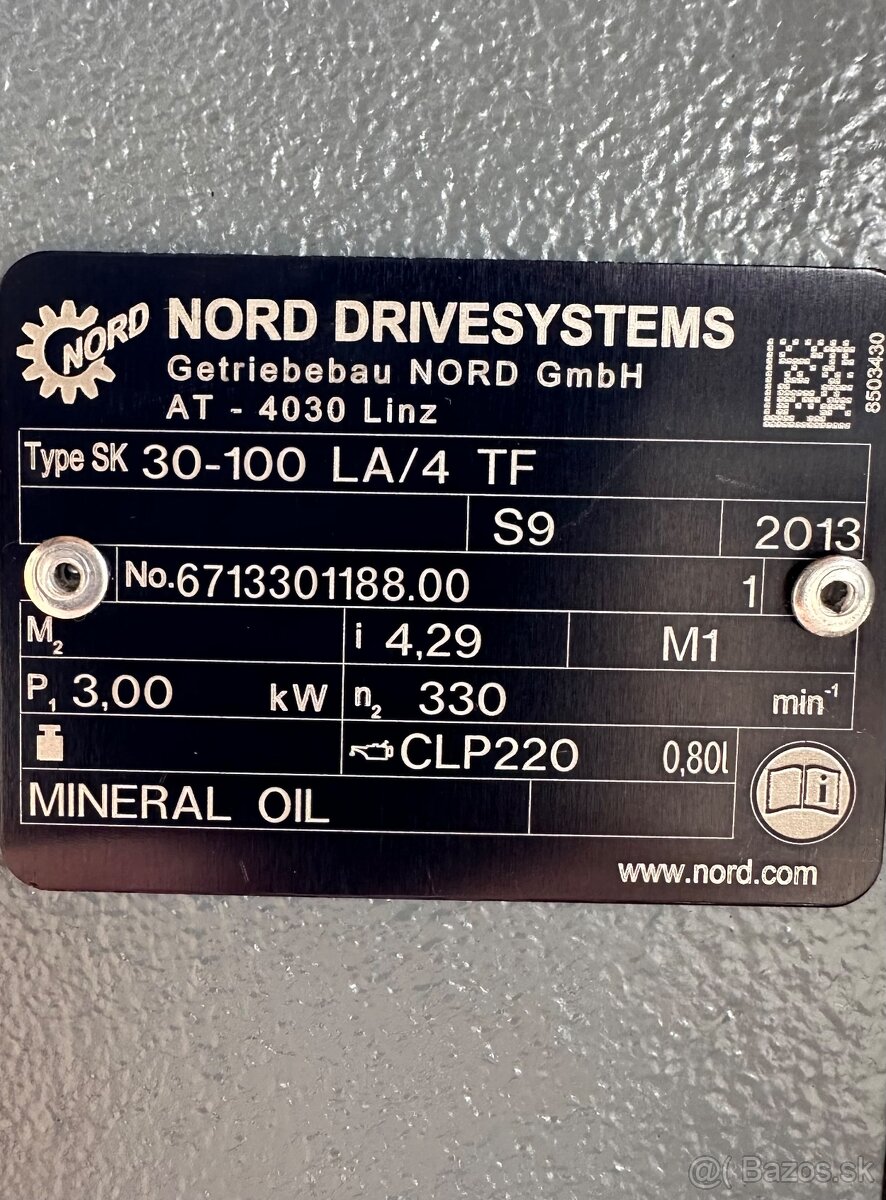 NORD
NORD DRIVESYSTEMS
Getriebebau NORD GmbH
AT - 4030 Linz
8503430
Type SK 30-100 LA/4 TF
S9 2013
No. 6713301188.00 1
M2 i 4,29 M1
P1 3,00 kW n2 330 min-1
CLP220 0,80l
MINERAL OIL
i
www.nord.com
@( Bazos.sk